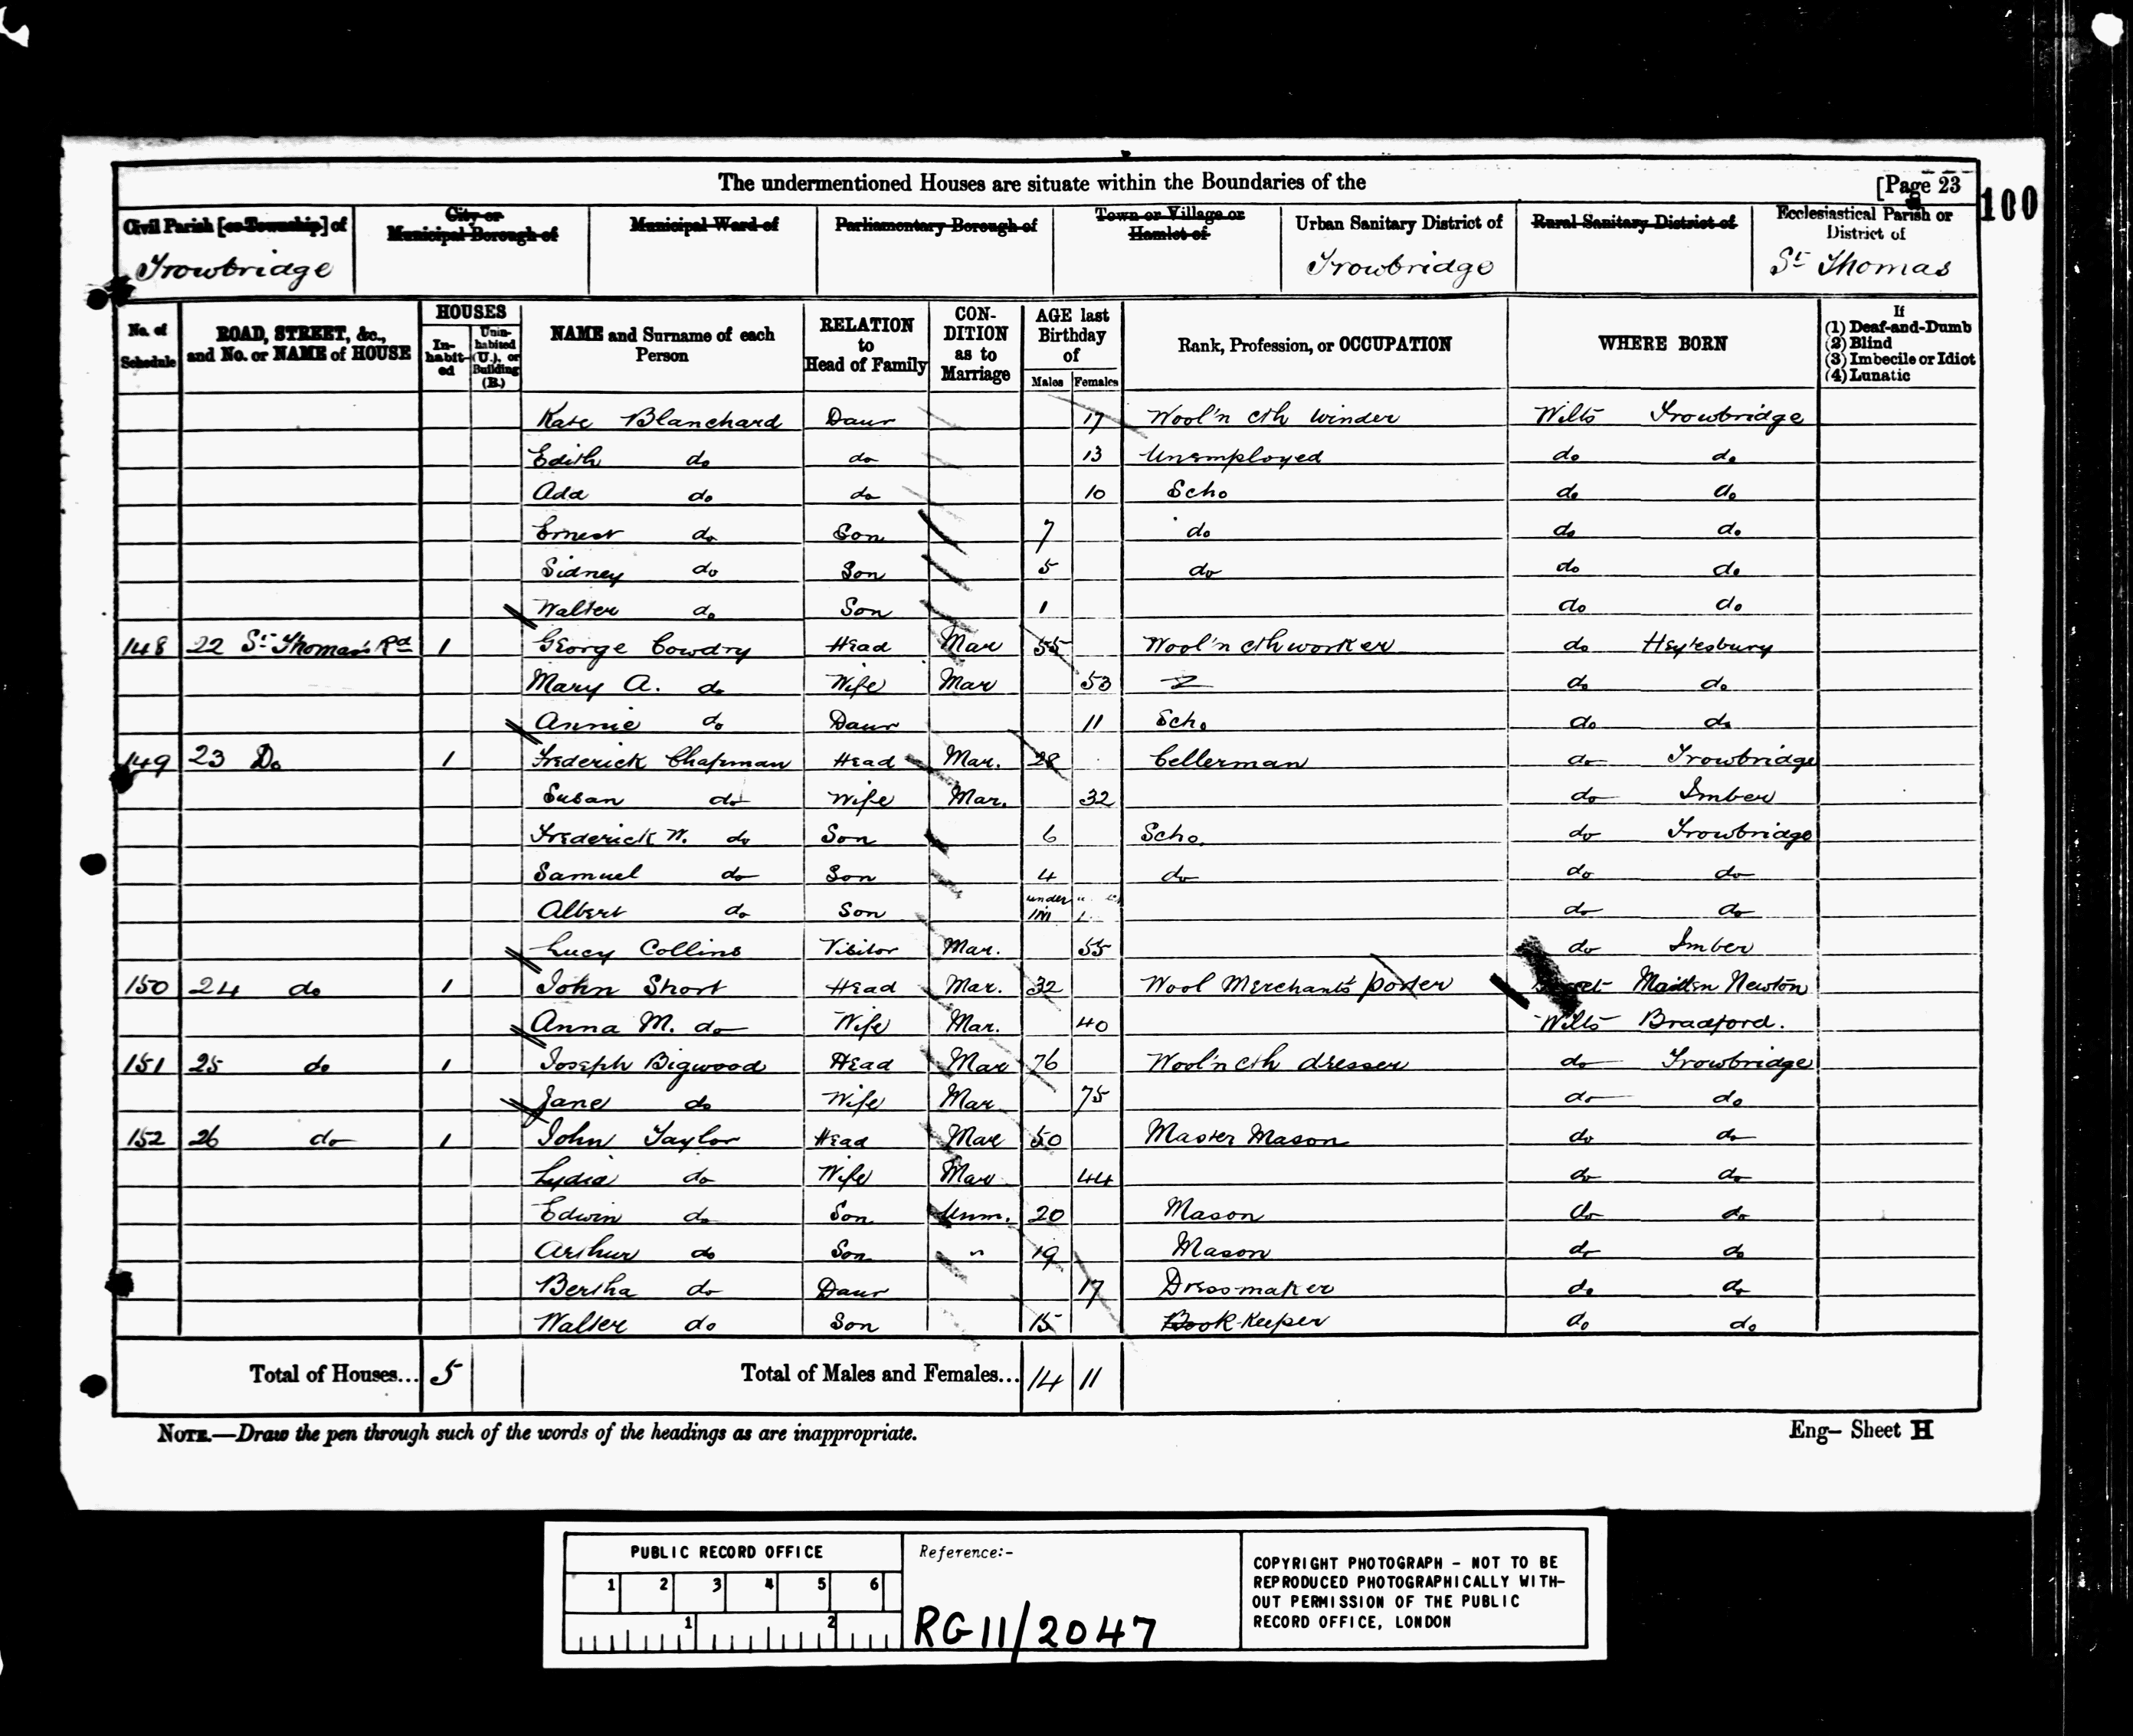 The undermentioned Houses are situate within the Boundaries of the [Page 23 100
Civil Parish [or Township] of City or Municipal Borough of Municipal Ward of Parliamentary Borough of Town or Village or Hamlet of Urban Sanitary District of Rural Sanitary District of Ecclesiastical Parish or District of
Trowbridge Trowbridge St Thomas
No. of Schedule ROAD, STREET, &c., and No. or NAME of HOUSE HOUSES In-habit-ed Unin-habited (U.), or Building (B.) NAME and Surname of each Person RELATION to Head of Family CON-DITION as to Marriage AGE last Birthday of Males Females Rank, Profession, or OCCUPATION WHERE BORN If (1) Deaf-and-Dumb (2) Blind (3) Imbecile or Idiot (4) Lunatic
Kate Blanchard Daur 17 Wool'n cth winder Wilts Trowbridge
Edith do do 13 Unemployed do do
Ada do do 10 Scho do do
Ernest do Son 7 do do do
Sidney do Son 5 do do do
Walter do Son 1 do do
148 22 St Thomas's Rd 1 George Cowdry Head Mar 55 Wool'n cth worker do Heytesbury
Mary A. do Wife Mar 53 do do
Annie do Daur 11 Scho do do
149 23 Do 1 Frederick Chapman Head Mar. 28 Cellerman do Trowbridge
Susan do Wife Mar. 32 do Imber
Frederick W. do Son 6 Scho. do Trowbridge
Samuel do Son 4 do do do
Albert do Son under 1M do do
Lucy Collins Visitor Mar. 55 do Imber
150 24 do 1 John Short Head Mar. 32 Wool Merchants porter Maiden Newton
Anna M. do Wife Mar. 40 Wilts Bradford.
151 25 do 1 Joseph Bigwood Head Mar 76 Wool'n cth dresser do Trowbridge
Jane do Wife Mar 75 do do
152 26 do 1 John Taylor Head Mar 50 Master Mason do do
Lydia do Wife Mar 44 do do
Edwin do Son Unm. 20 Mason do do
Arthur do Son " 19 Mason do do
Bertha do Daur 17 Dressmaker do do
Walter do Son 15 Book-Keeper do do
Total of Houses... 5 Total of Males and Females... 14 11
NOTE.—Draw the pen through such of the words of the headings as are inappropriate. Eng– Sheet H
PUBLIC RECORD OFFICE
1 2 3 4 5 6
1 2
Reference:-
RG11/2047
COPYRIGHT PHOTOGRAPH – NOT TO BE
REPRODUCED PHOTOGRAPHICALLY WITH-
OUT PERMISSION OF THE PUBLIC
RECORD OFFICE, LONDON